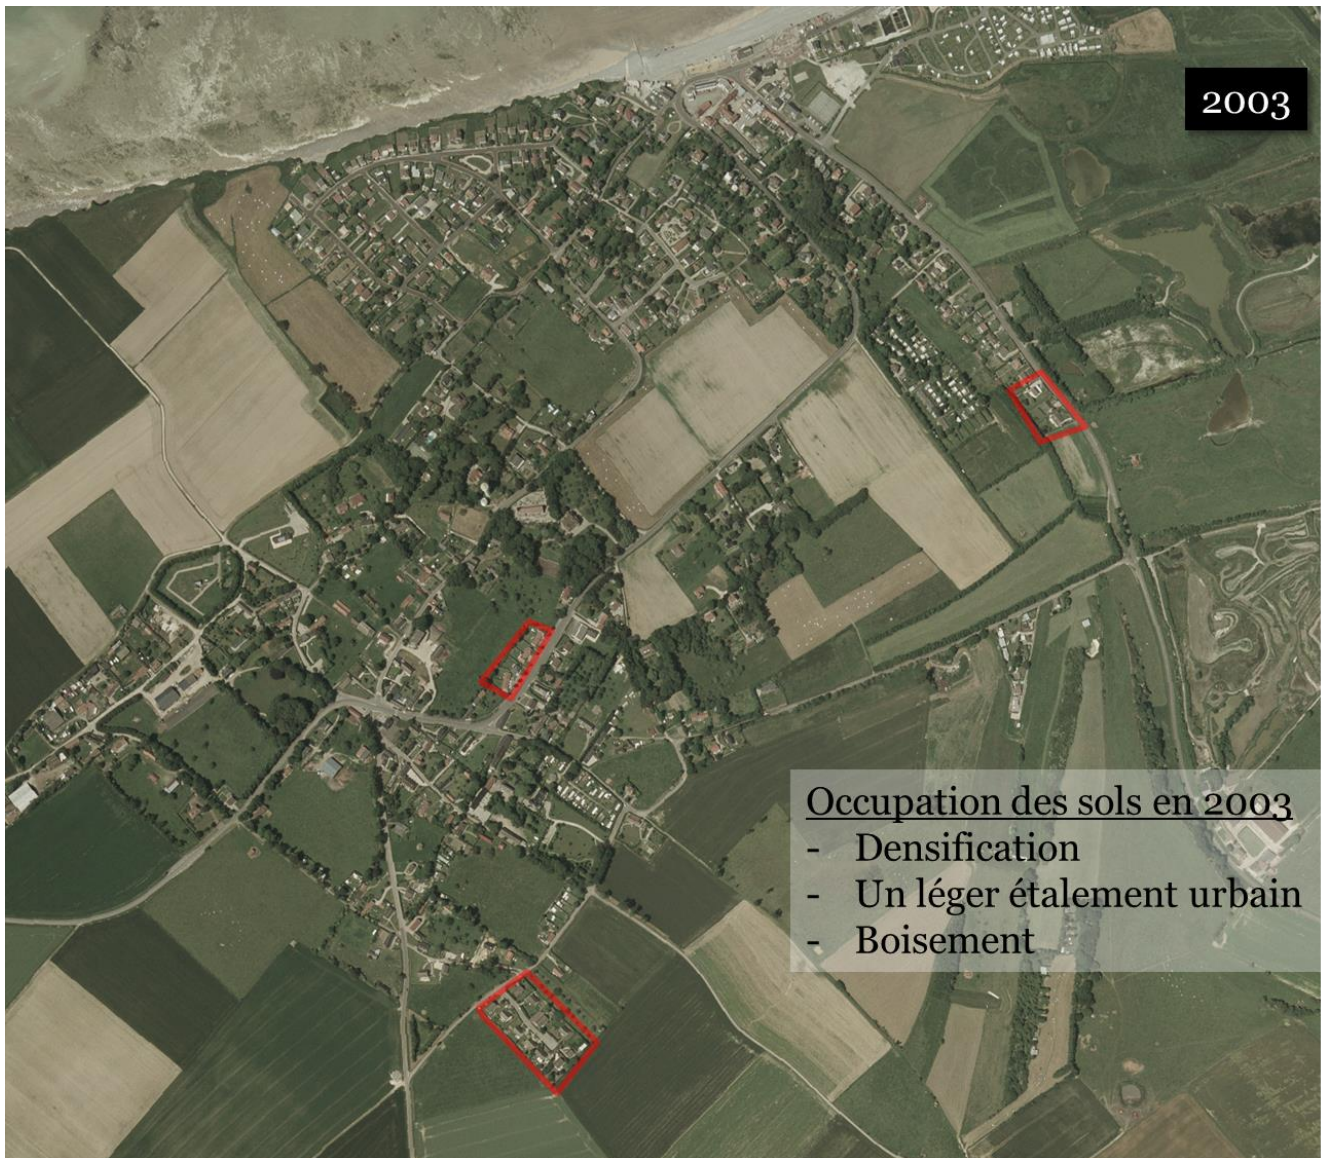 2003
Occupation des sols en 2003
- Densification
- Un léger étalement urbain
- Boisement